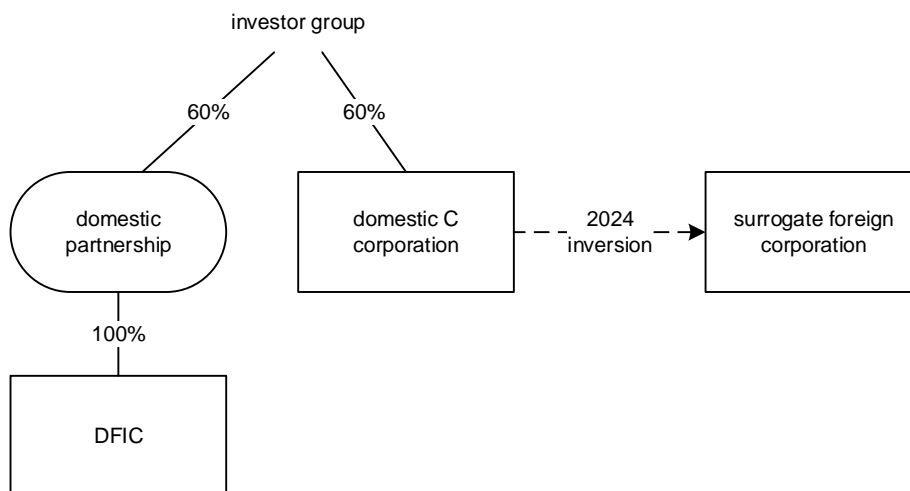 investor group
60%
60%
domestic
partnership
domestic C
corporation
2024
inversion
surrogate foreign
corporation
100%
DFIC